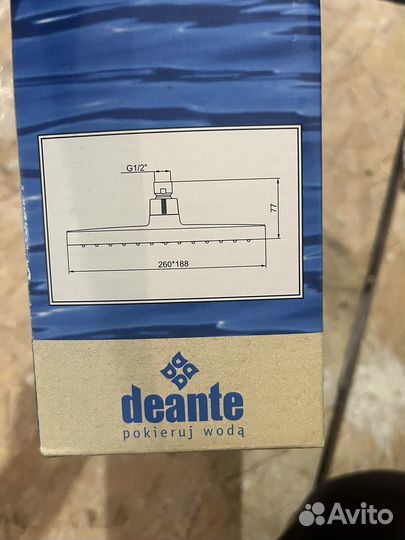 G1/2"
77
260*188
deante
pokieruj wodą
Avito